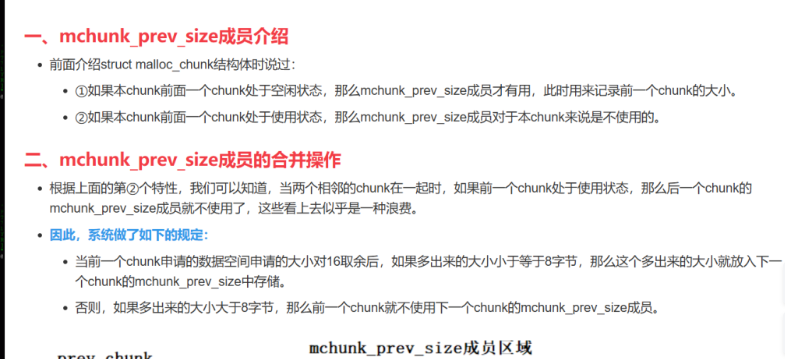 一、mchunk_prev_size成员介绍
前面介绍struct malloc_chunk结构体时说过：
①如果本chunk前面一个chunk处于空闲状态，那么mchunk_prev_size成员才有用，此时用来记录前一个chunk的大小。
②如果本chunk前面一个chunk处于使用状态，那么mchunk_prev_size成员对于本chunk来说是不使用的。
二、mchunk_prev_size成员的合并操作
根据上面的第②个特性，我们可以知道，当两个相邻的chunk在一起时，如果前一个chunk处于使用状态，那么后一个chunk的
mchunk_prev_size成员就不使用了，这些看上去似乎是一种浪费。
因此，系统做了如下的规定：
当前一个chunk申请的数据空间申请的大小对16取余后，如果多出来的大小小于等于8字节，那么这个多出来的大小就放入下一
个chunk的mchunk_prev_size中存储。
否则，如果多出来的大小大于8字节，那么前一个chunk就不使用下一个chunk的mchunk_prev_size成员。
mchunk_prev_size成员区域
prev chunk